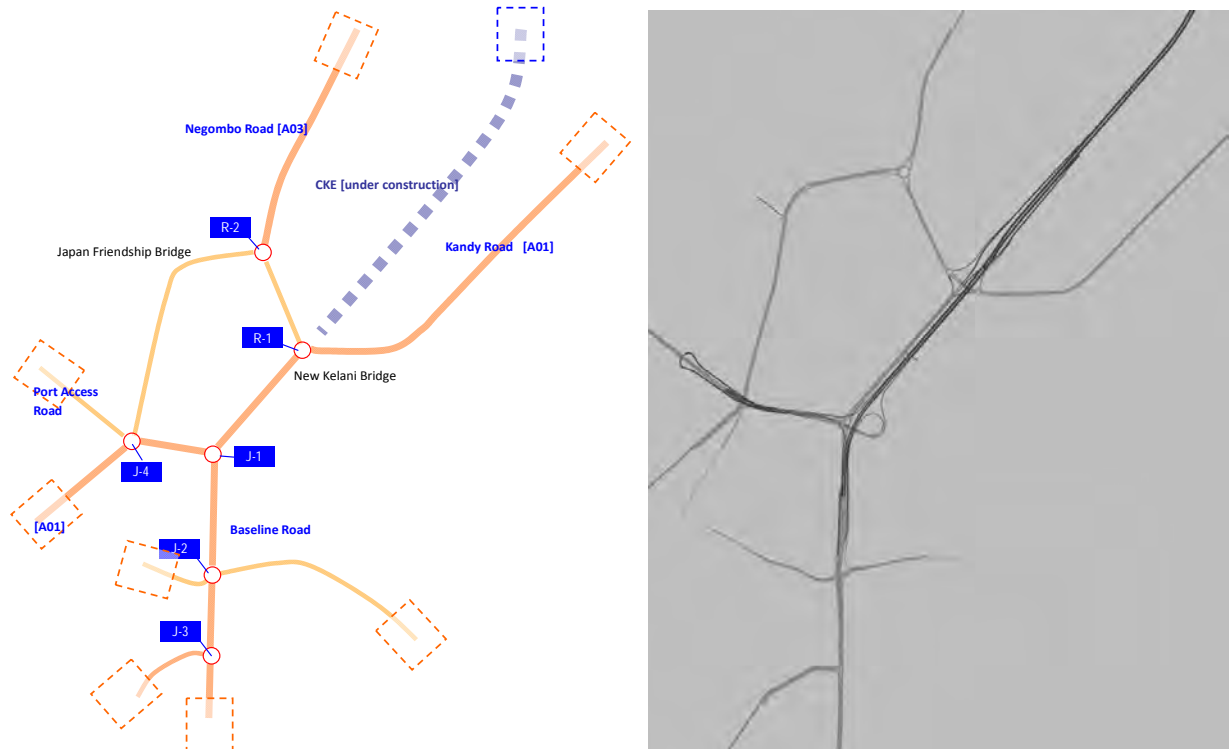 Negombo Road [A03]
CKE [under construction]
R-2
Kandy Road [A01]
Japan Friendship Bridge
R-1
New Kelani Bridge
Port Access
Road
J-4
J-1
[A01]
Baseline Road
J-2
J-3